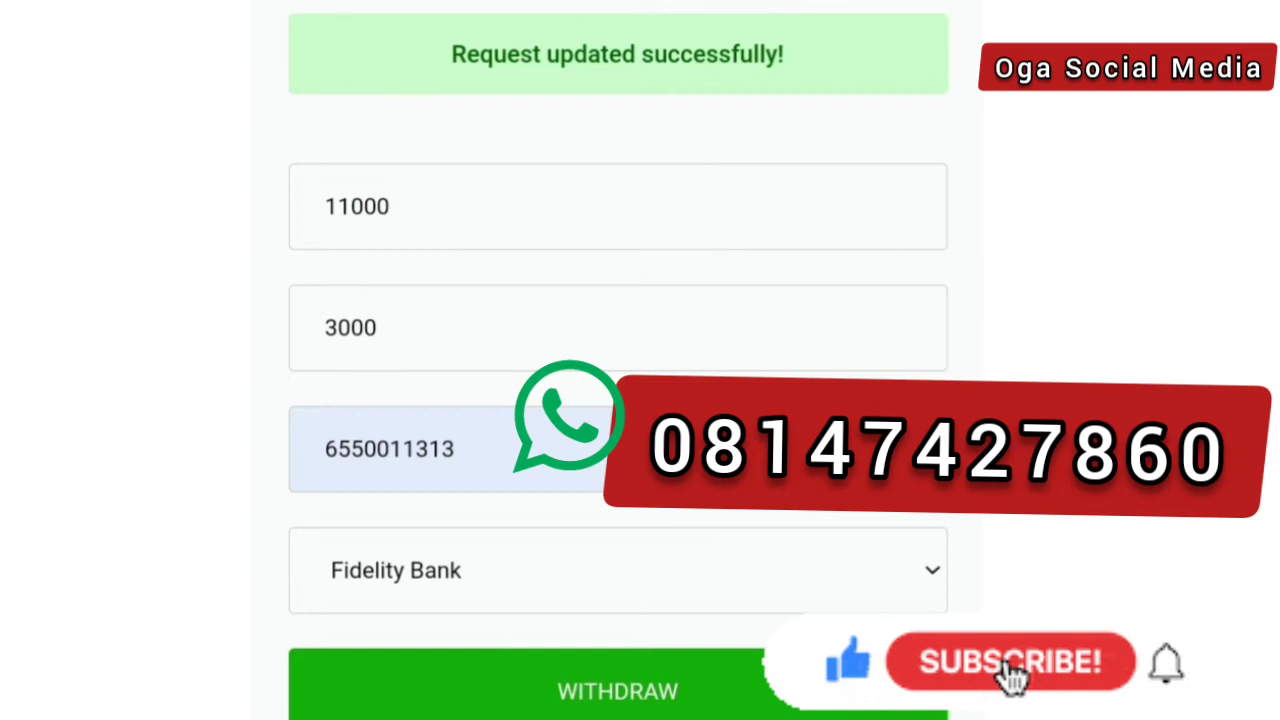 Request updated successfully!
Oga Social Media
11000
3000
6550011313
08147427860
Fidelity Bank
WITHDRAW
SUBSCRIBE!